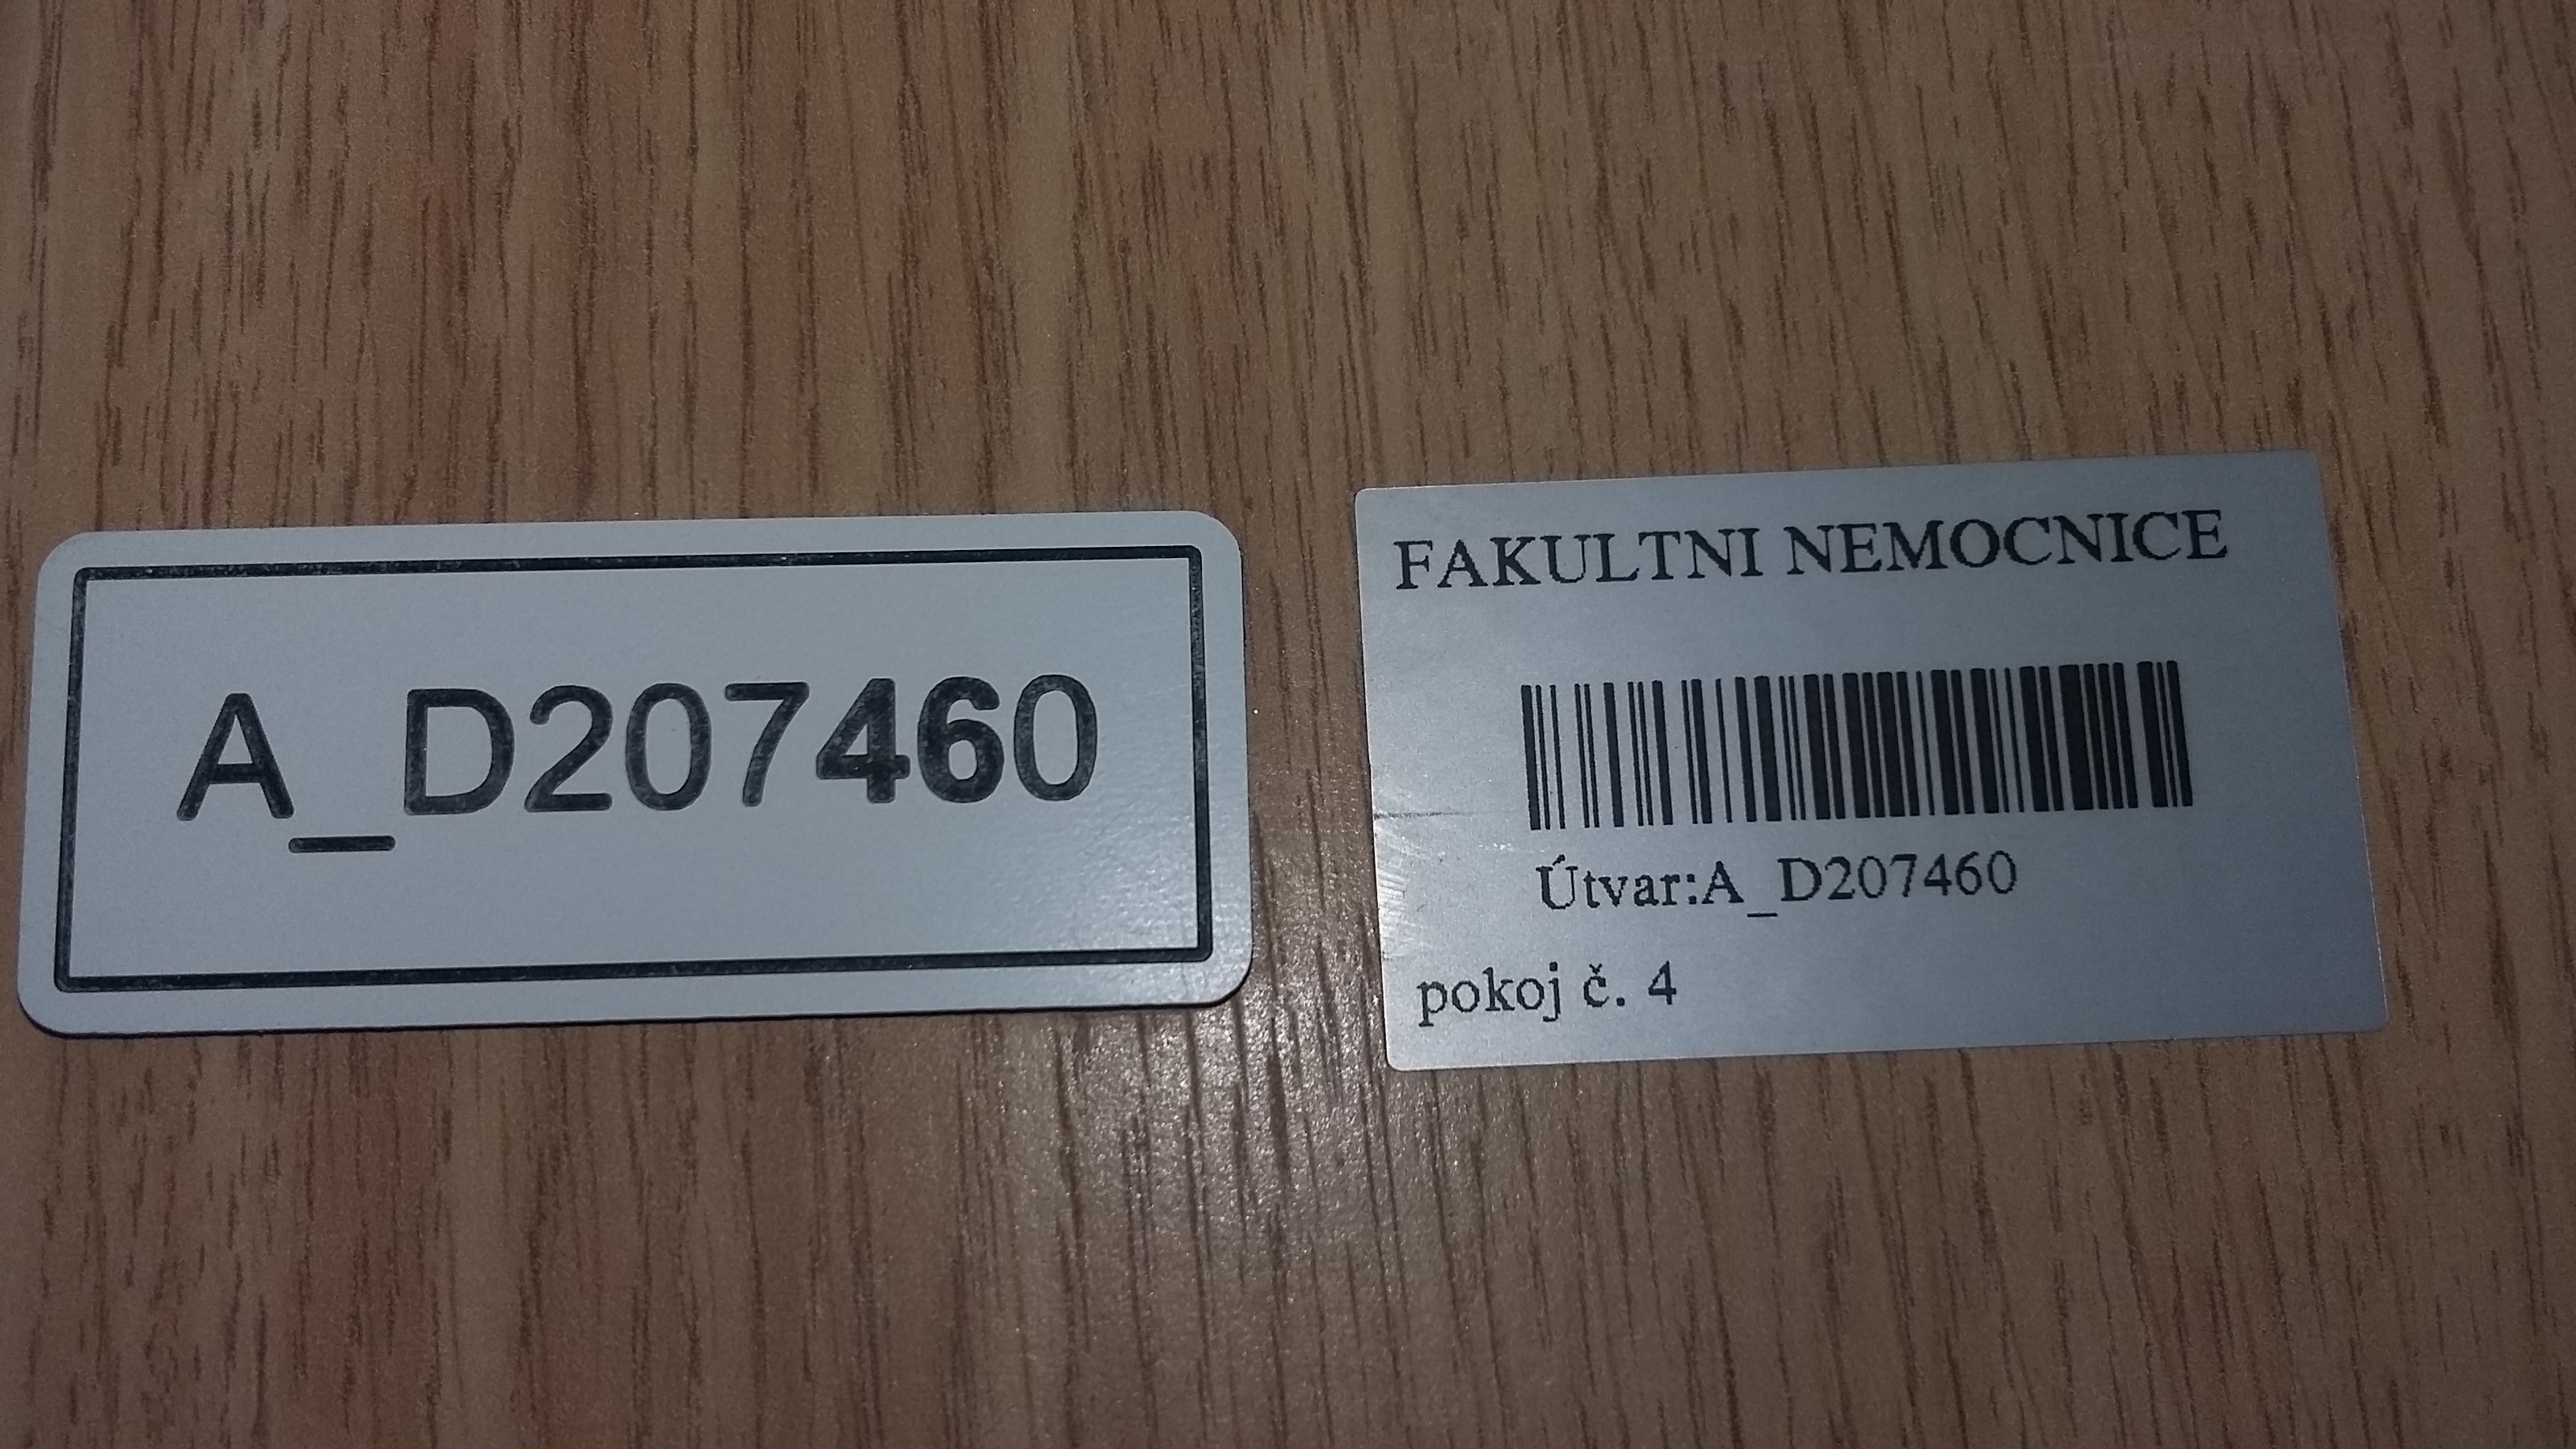 A_D207460
FAKULTNI NEMOCNICE
Útvar:A_D207460
pokoj č. 4